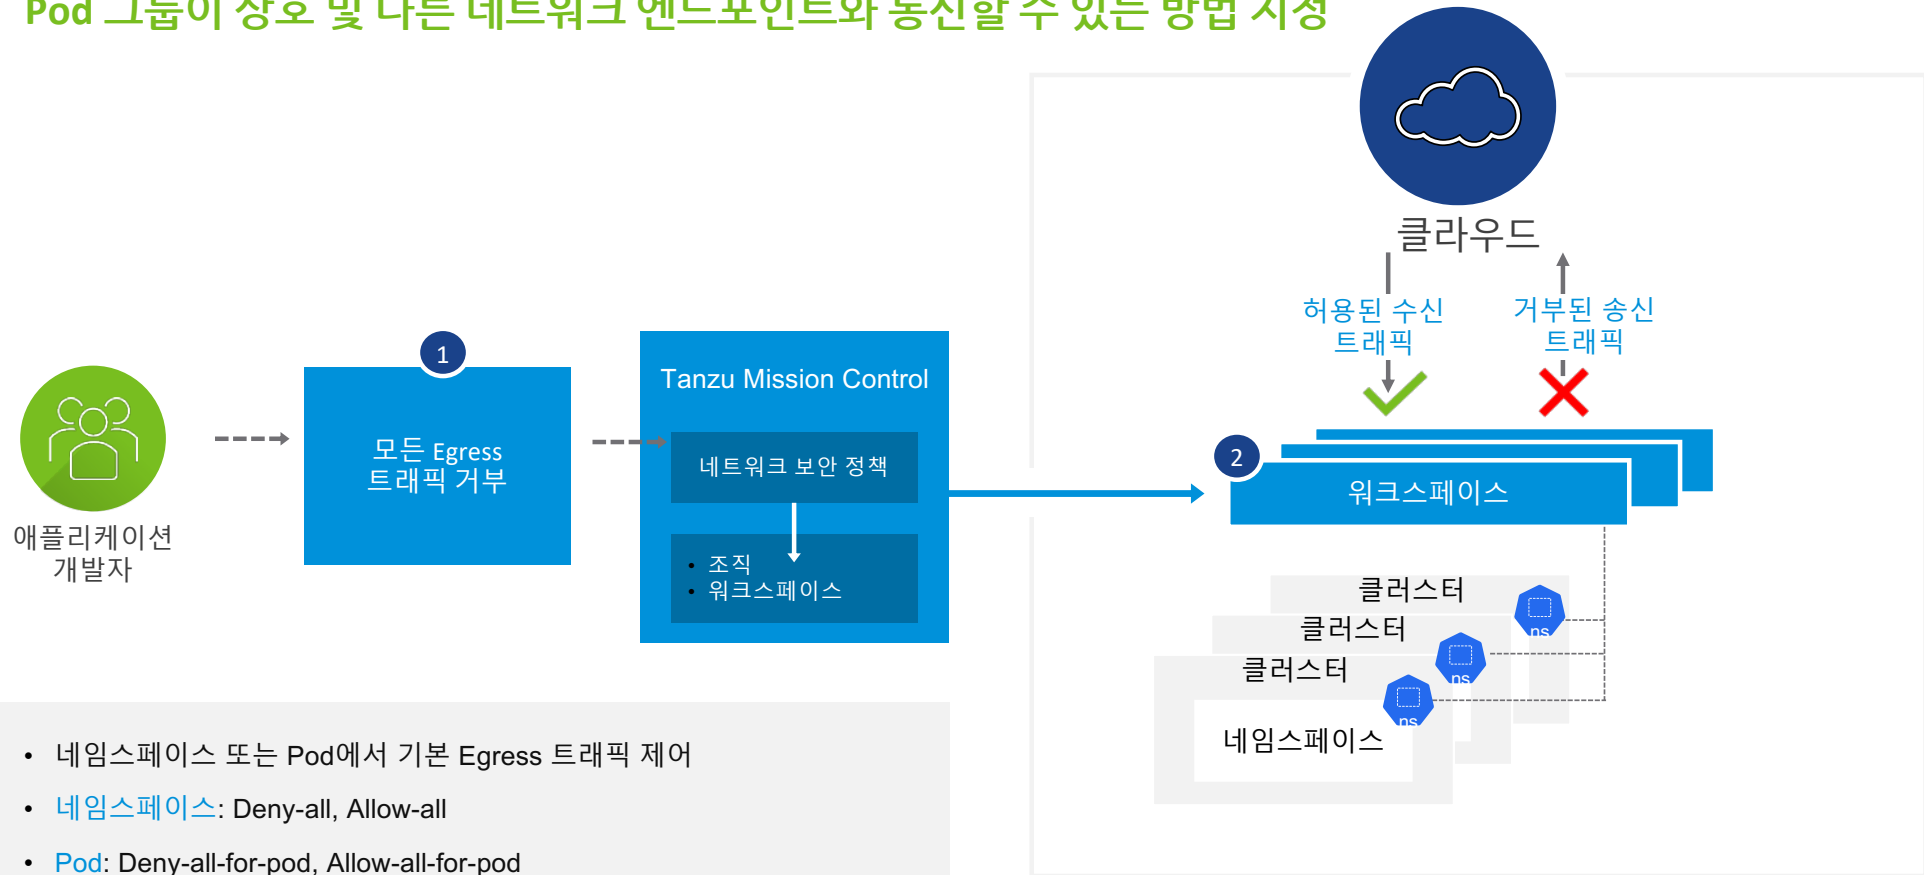 Pod 그룹이 상호 및 다른 네트워크 엔드포인트와 통신할 수 있는 방법 지정
클라우드
허용된 수신
트래픽
거부된 송신
트래픽
1
모든 Egress
트래픽 거부
애플리케이션
개발자
Tanzu Mission Control
네트워크 보안 정책
• 조직
• 워크스페이스
2
워크스페이스
클러스터
ns
클러스터
ns
클러스터
ns
네임스페이스
• 네임스페이스 또는 Pod에서 기본 Egress 트래픽 제어
• 네임스페이스: Deny-all, Allow-all
• Pod: Deny-all-for-pod, Allow-all-for-pod